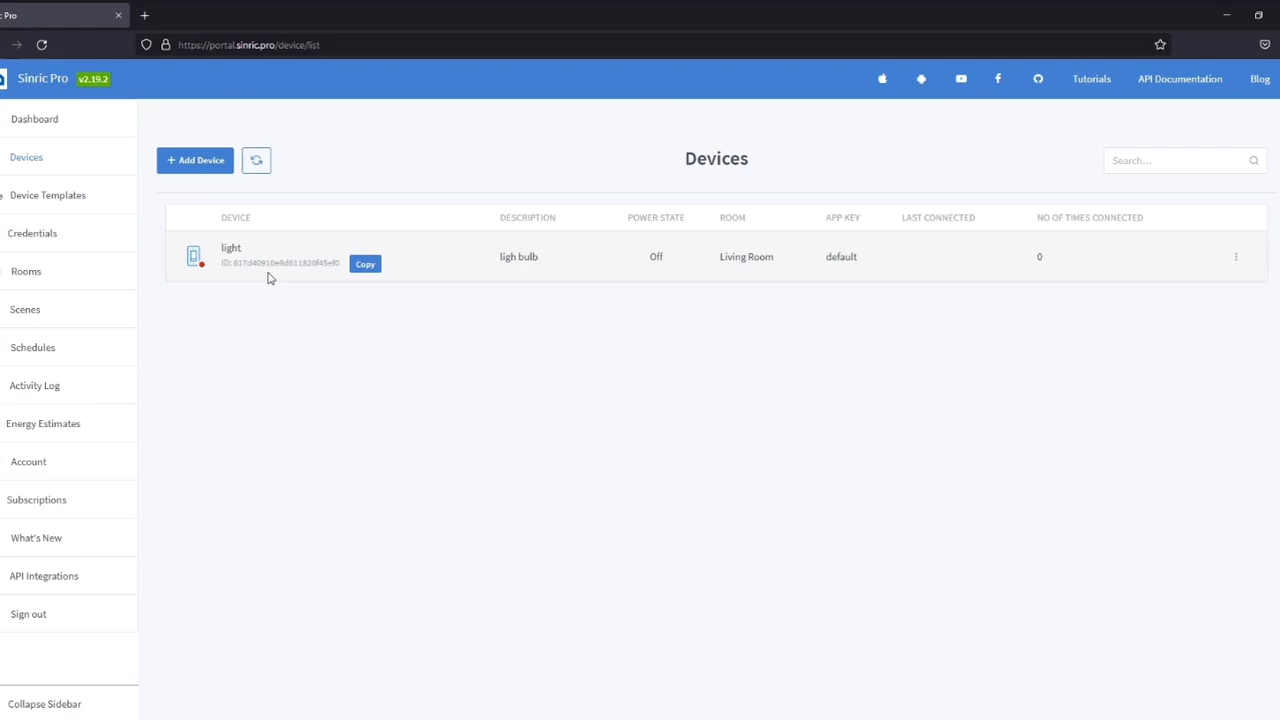 ric Pro
https://portal.sinric.pro/device/list
Sinric Pro v2.19.2 Tutorials API Documentation Blog
Dashboard
Devices
Device Templates
Credentials
Rooms
Scenes
Schedules
Activity Log
Energy Estimates
Account
Subscriptions
What's New
API Integrations
Sign out
Collapse Sidebar
+ Add Device
Devices
Search...
DEVICE DESCRIPTION POWER STATE ROOM APP KEY LAST CONNECTED NO OF TIMES CONNECTED
light
ID: 617d40910e8d611820f45ef0 Copy
ligh bulb Off Living Room default 0